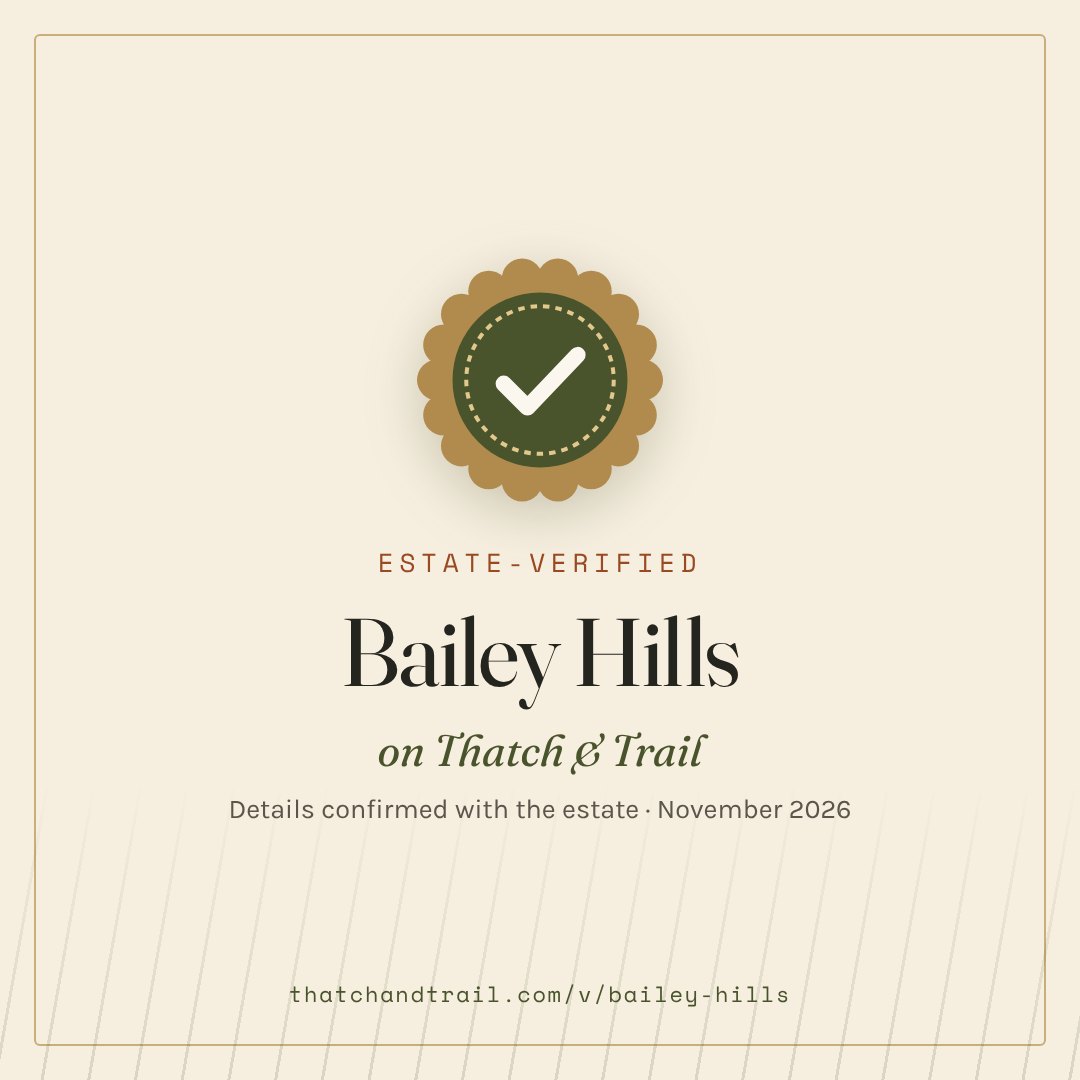 ESTATE-VERIFIED
Bailey Hills
on Thatch & Trail
Details confirmed with the estate · November 2026
thatchandtrail.com/v/bailey-hills